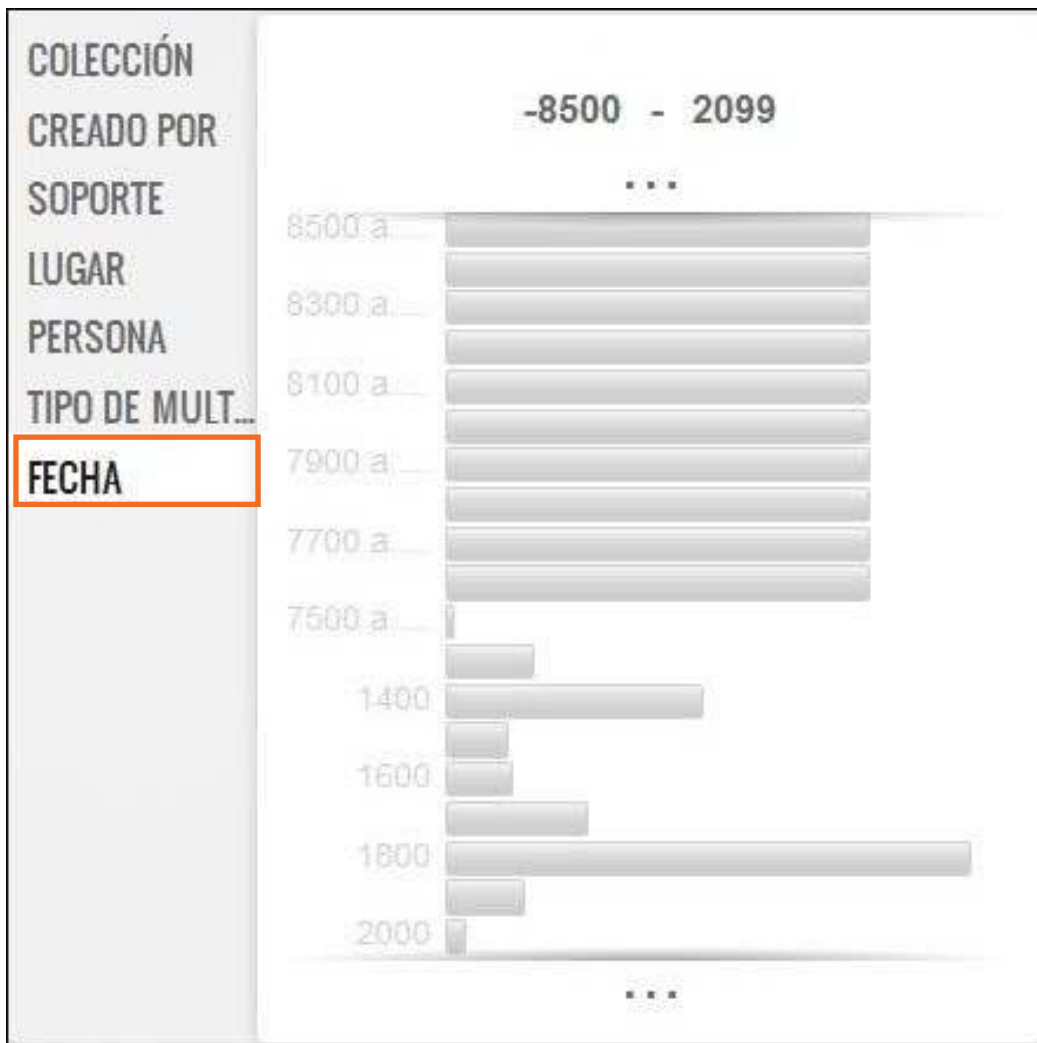 COLECCIÓN
CREADO POR
SOPORTE
LUGAR
PERSONA
TIPO DE MULT...
FECHA
-8500 - 2099
...
8500 a ...
8300 a ...
8100 a ...
7900 a ...
7700 a ...
7500 a ...
1400
1600
1800
2000
...